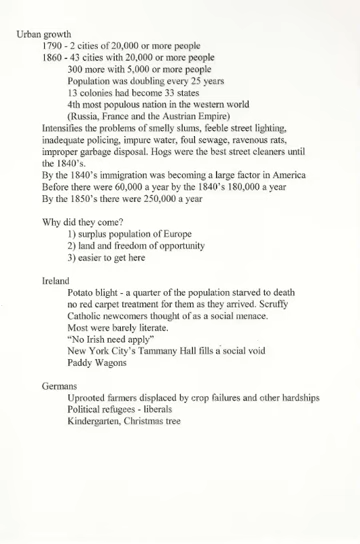 Urban growth
1790 - 2 cities of 20,000 or more people
1860 - 43 cities with 20,000 or more people
300 more with 5,000 or more people
Population was doubling every 25 years
13 colonies had become 33 states
4th most populous nation in the western world
(Russia, France and the Austrian Empire)
Intensifies the problems of smelly slums, feeble street lighting,
inadequate policing, impure water, foul sewage, ravenous rats,
improper garbage disposal. Hogs were the best street cleaners until
the 1840's.
By the 1840's immigration was becoming a large factor in America
Before there were 60,000 a year by the 1840's 180,000 a year
By the 1850's there were 250,000 a year
Why did they come?
1) surplus population of Europe
2) land and freedom of opportunity
3) easier to get here
Ireland
Potato blight - a quarter of the population starved to death
no red carpet treatment for them as they arrived. Scruffy
Catholic newcomers thought of as a social menace.
Most were barely literate.
"No Irish need apply"
New York City's Tammany Hall fills a social void
Paddy Wagons
Germans
Uprooted farmers displaced by crop failures and other hardships
Political refugees - liberals
Kindergarten, Christmas tree